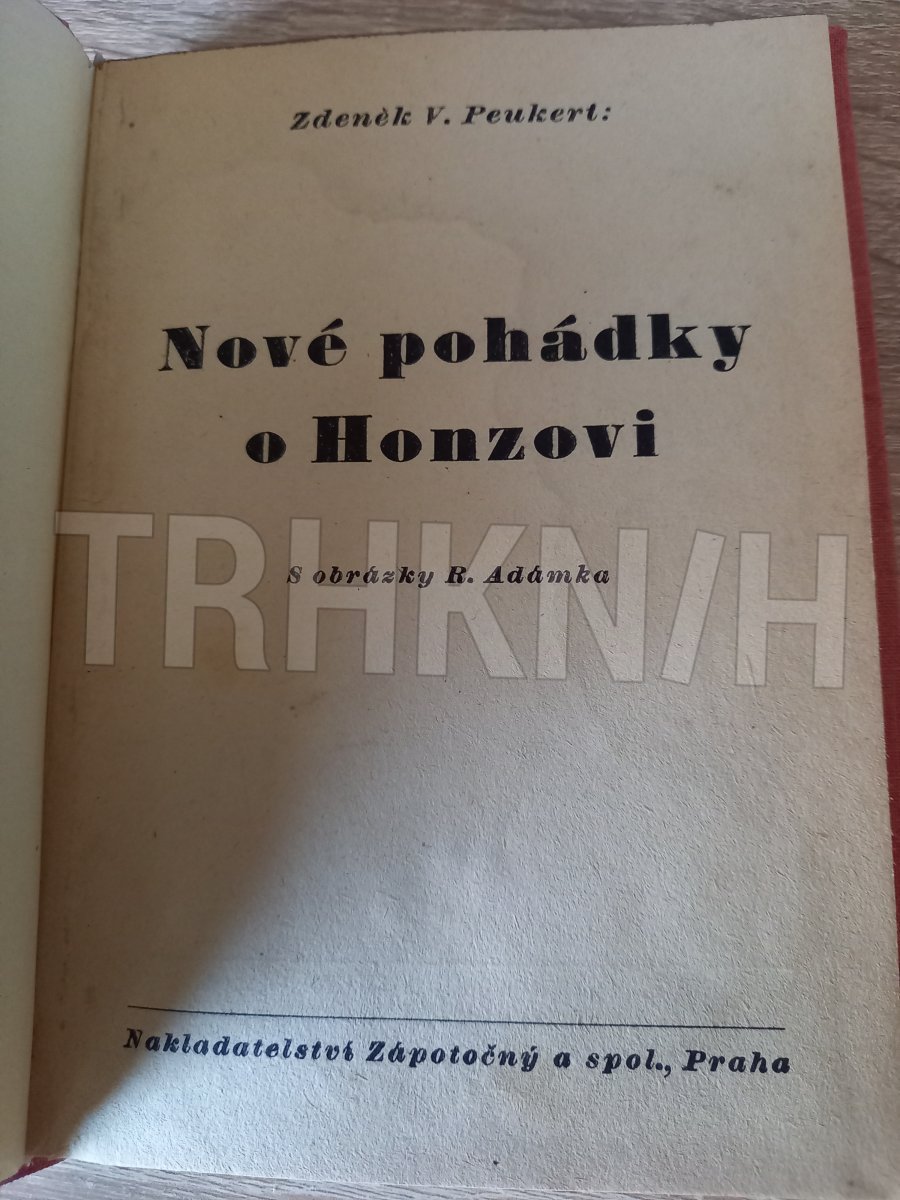 Zdeněk V. Peukert:
Nové pohádky
o Honzovi
TRHKNIH
S obrázky R. Adámka
Nakladatelství Zápotočný a spol., Praha